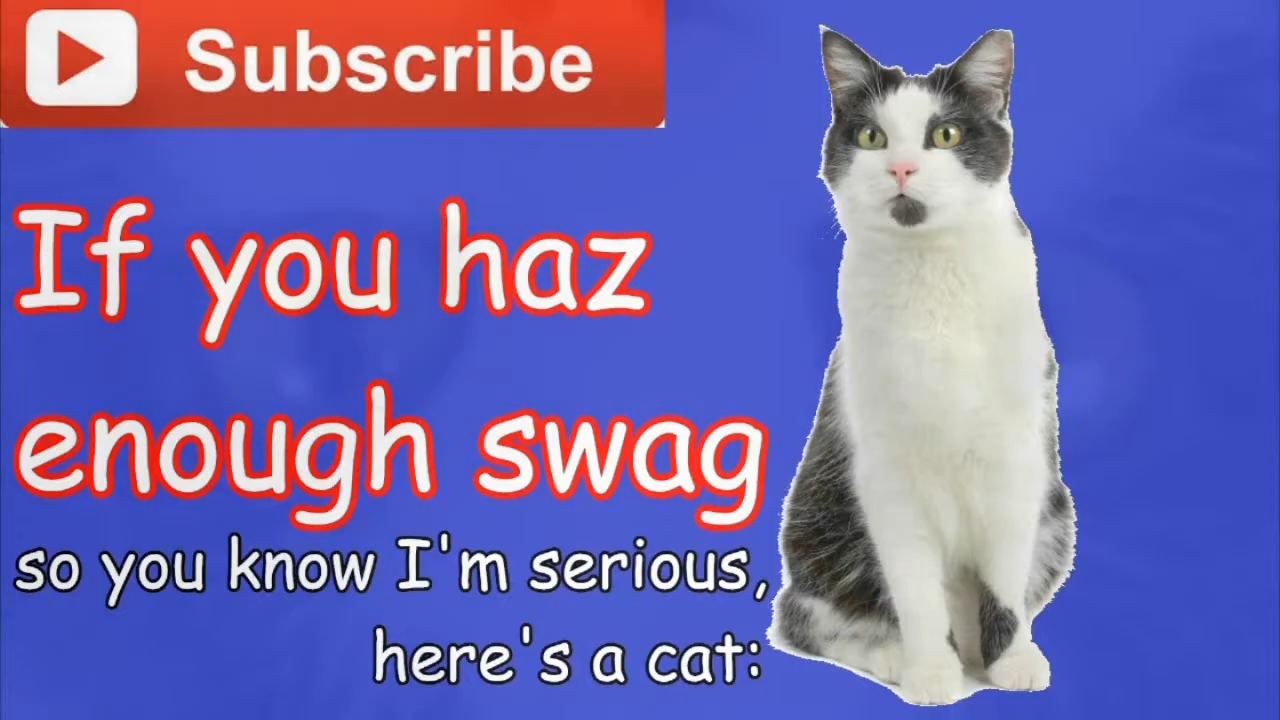 Subscribe
If you haz
enough swag
so you know I'm serious,
here's a cat: